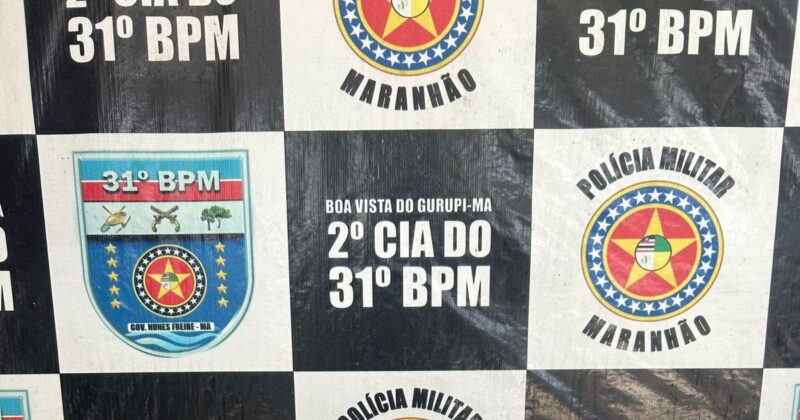 2ª CIA DO
31º BPM
MARANHÃO
31º BPM
31º BPM
GOV. NUNES FREIRE - MA
BOA VISTA DO GURUPI-MA
2º CIA DO
31º BPM
POLÍCIA MILITAR
MARANHÃO
POLÍCIA MILITAR